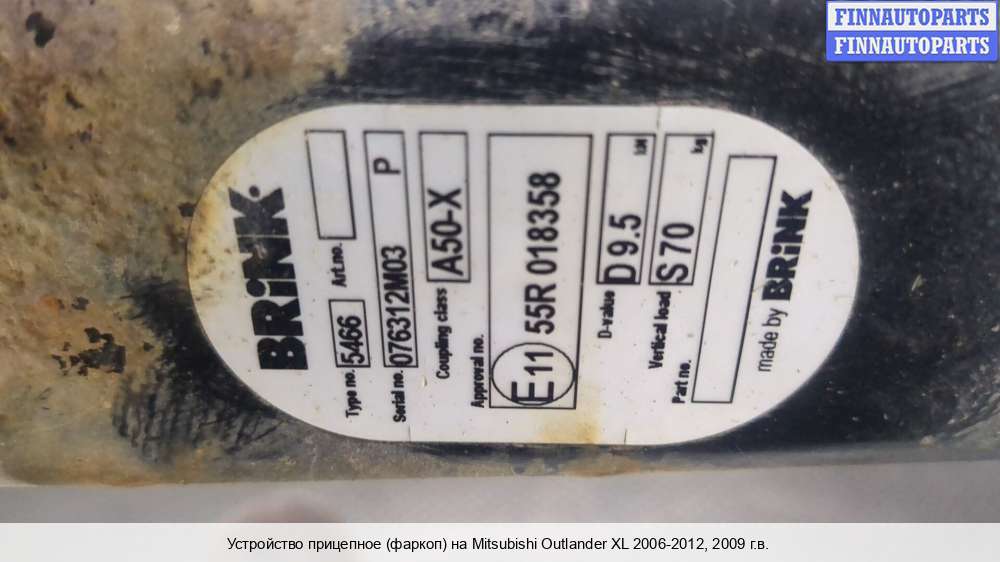 FINNAUTOPARTS
FINNAUTOPARTS
BRiNK
Type no. 5466 Art.no.
Serial no. 076312M03 P
Coupling class A50-X
Approval no.
E11 55R 018358
D-value D 9.5 kN
Vertical load S 70 kg
Part no.
made by BRiNK
Устройство прицепное (фаркоп) на Mitsubishi Outlander XL 2006-2012, 2009 г.в.